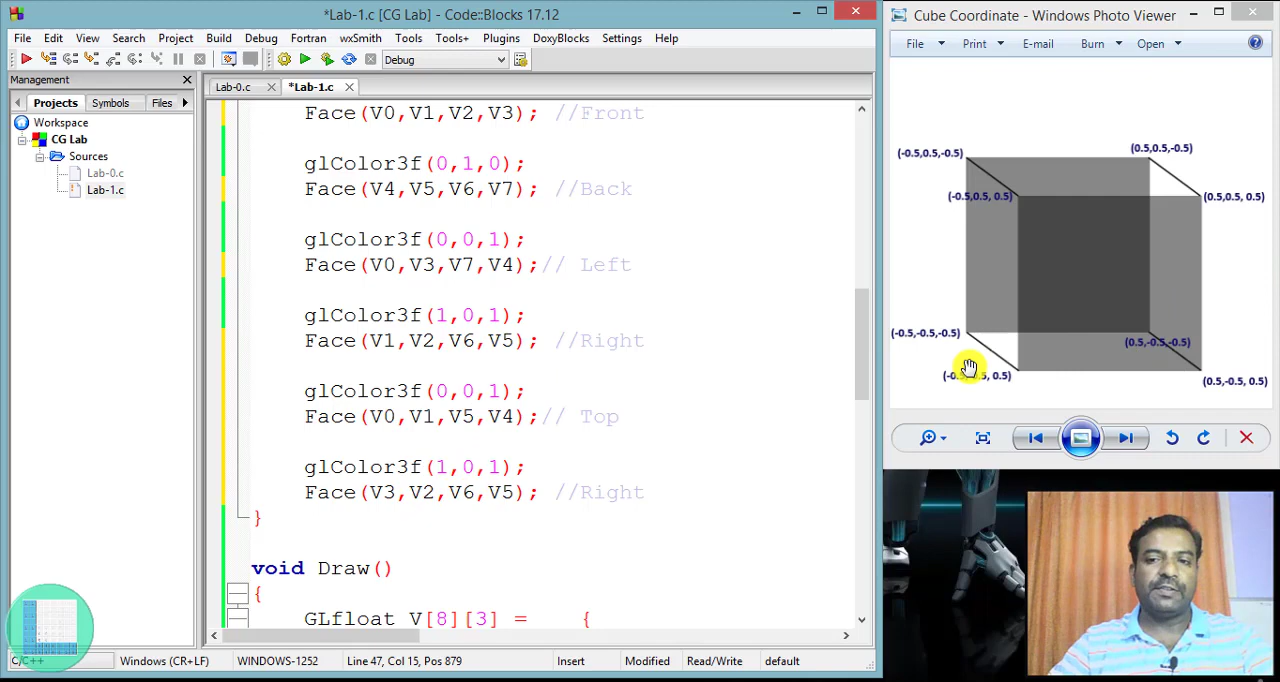 *Lab-1.c [CG Lab] - Code::Blocks 17.12
File Edit View Search Project Build Debug Fortran wxSmith Tools Tools+ Plugins DoxyBlocks Settings Help
Debug
Management
Projects Symbols Files
Workspace
CG Lab
Sources
Lab-0.c
Lab-1.c
Lab-0.c *Lab-1.c
Face(V0,V1,V2,V3); //Front
glColor3f(0,1,0);
Face(V4,V5,V6,V7); //Back
glColor3f(0,0,1);
Face(V0,V3,V7,V4);// Left
glColor3f(1,0,1);
Face(V1,V2,V6,V5); //Right
glColor3f(0,0,1);
Face(V0,V1,V5,V4);// Top
glColor3f(1,0,1);
Face(V3,V2,V6,V5); //Right
}
void Draw()
{
GLfloat V[8][3] = {
C/C++ Windows (CR+LF) WINDOWS-1252 Line 47, Col 15, Pos 879 Insert Modified Read/Write default
Cube Coordinate - Windows Photo Viewer
File Print E-mail Burn Open
(-0.5,0.5,-0.5) (0.5,0.5,-0.5)
(-0.5,0.5, 0.5) (0.5,0.5, 0.5)
(-0.5,-0.5,-0.5) (0.5,-0.5,-0.5)
(0.5,-0.5, 0.5)